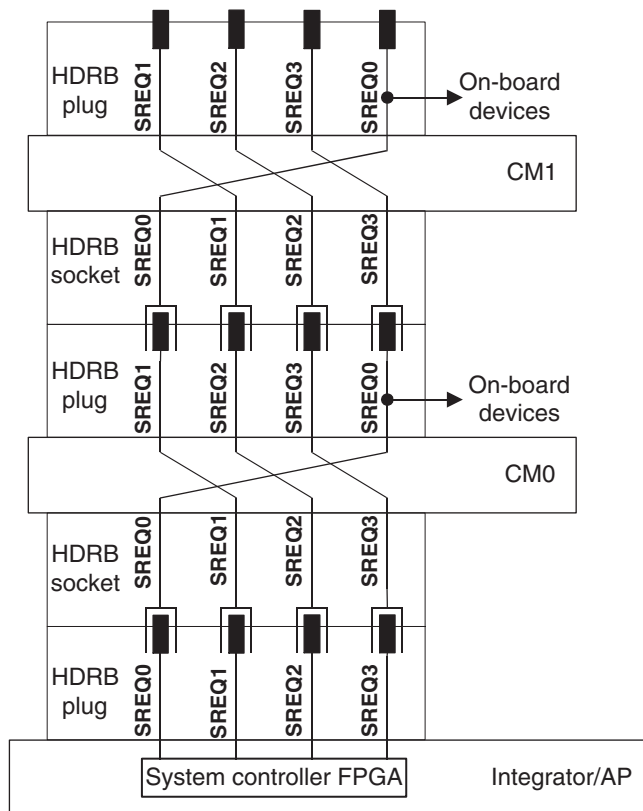 HDRB
plug
SREQ1
SREQ2
SREQ3
SREQ0
On-board
devices
CM1
HDRB
socket
SREQ0
SREQ1
SREQ2
SREQ3
HDRB
plug
SREQ1
SREQ2
SREQ3
SREQ0
On-board
devices
CM0
HDRB
socket
SREQ0
SREQ1
SREQ2
SREQ3
HDRB
plug
SREQ0
SREQ1
SREQ2
SREQ3
System controller FPGA
Integrator/AP